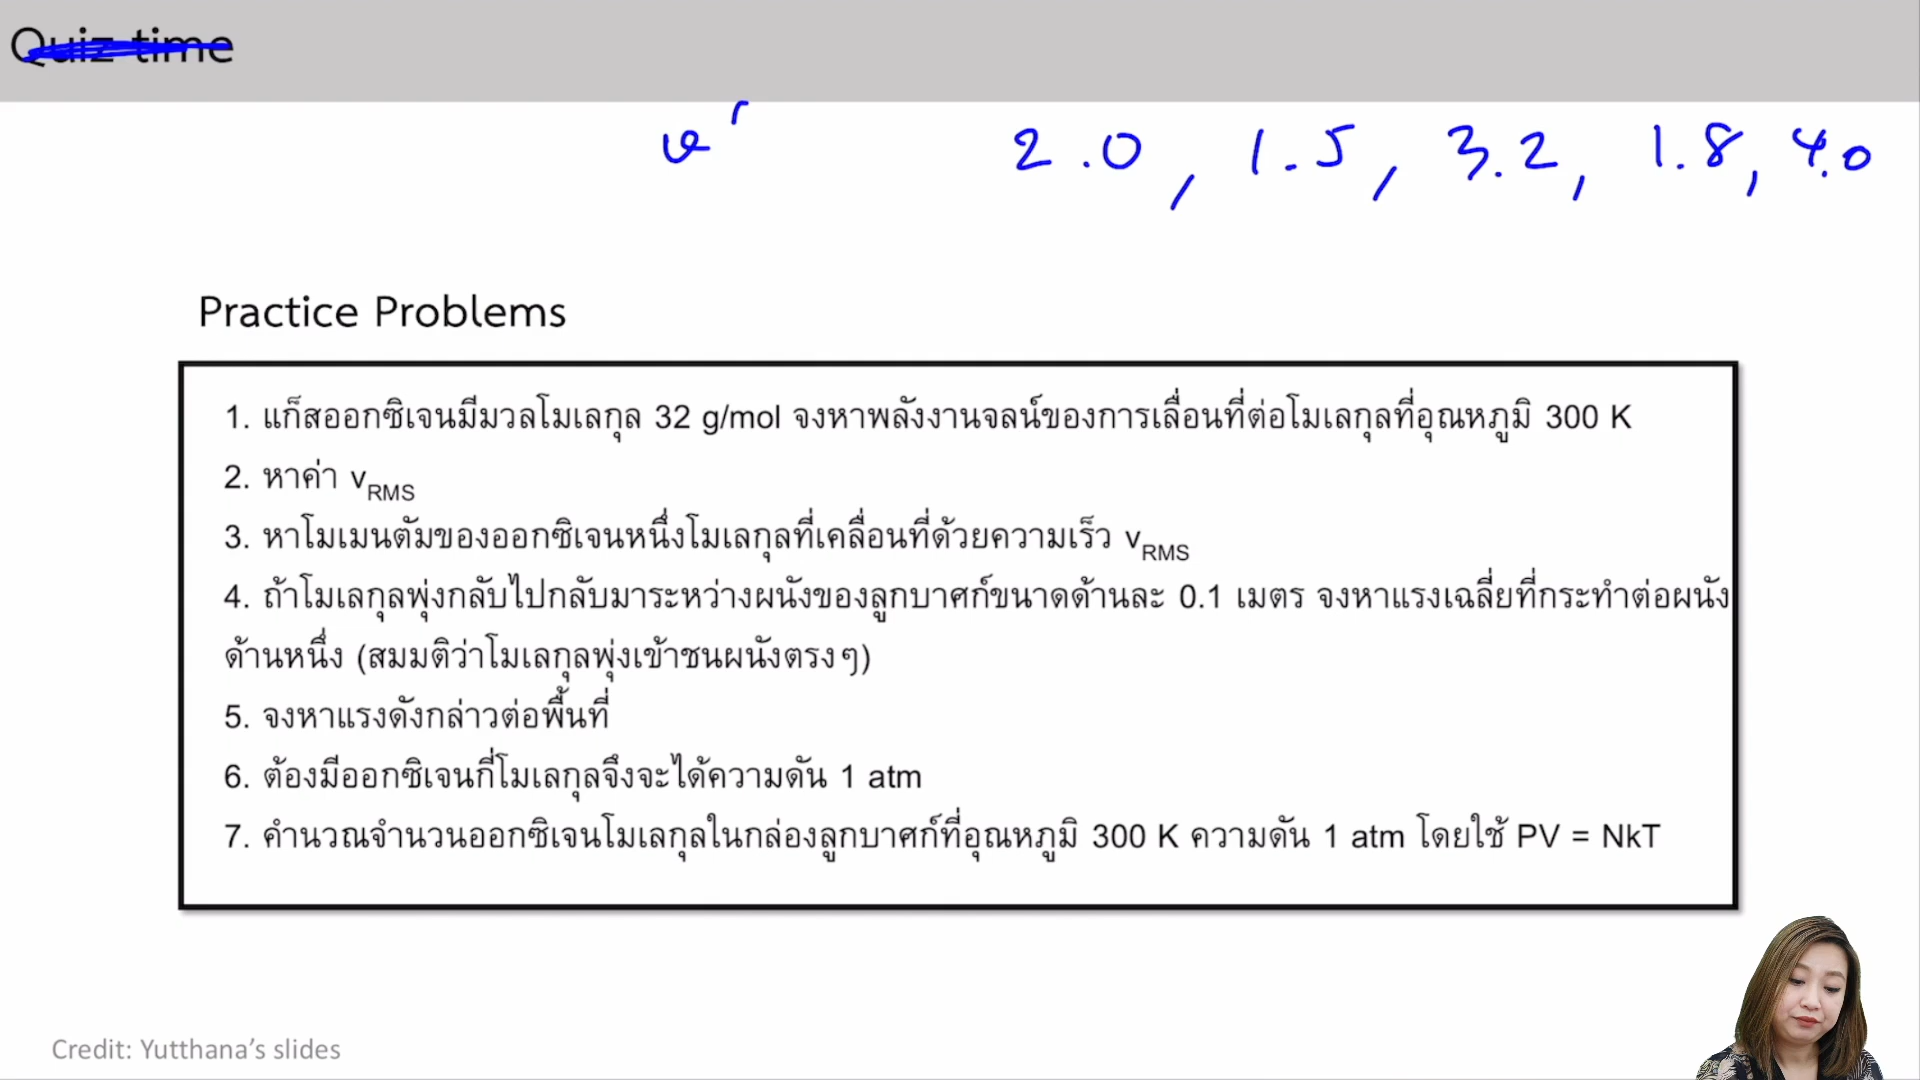 Quiz time
2.0, 1.5, 3.2, 1.8, 4.0
Practice Problems
1. แก๊สออกซิเจนมีมวลโมเลกุล 32 g/mol จงหาพลังงานจลน์ของการเลื่อนที่ต่อโมเลกุลที่อุณหภูมิ 300 K
2. หาค่า vRMS
3. หาโมเมนตัมของออกซิเจนหนึ่งโมเลกุลที่เคลื่อนที่ด้วยความเร็ว vRMS
4. ถ้าโมเลกุลพุ่งกลับไปกลับมาระหว่างผนังของลูกบาศก์ขนาดด้านละ 0.1 เมตร จงหาแรงเฉลี่ยที่กระทำต่อผนัง
ด้านหนึ่ง (สมมติว่าโมเลกุลพุ่งเข้าชนผนังตรงๆ)
5. จงหาแรงดังกล่าวต่อพื้นที่
6. ต้องมีออกซิเจนกี่โมเลกุลจึงจะได้ความดัน 1 atm
7. คำนวณจำนวนออกซิเจนโมเลกุลในกล่องลูกบาศก์ที่อุณหภูมิ 300 K ความดัน 1 atm โดยใช้ PV = NkT
Credit: Yutthana’s slides